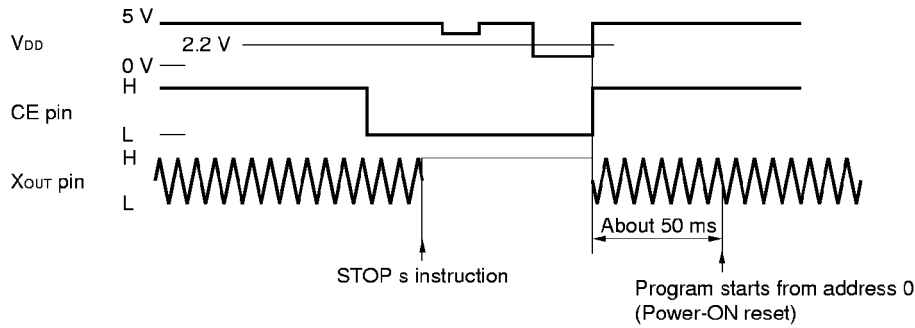 5 V
VDD
2.2 V
0 V
H
CE pin
L
H
XOUT pin
L
About 50 ms
STOP s instruction
Program starts from address 0
(Power-ON reset)